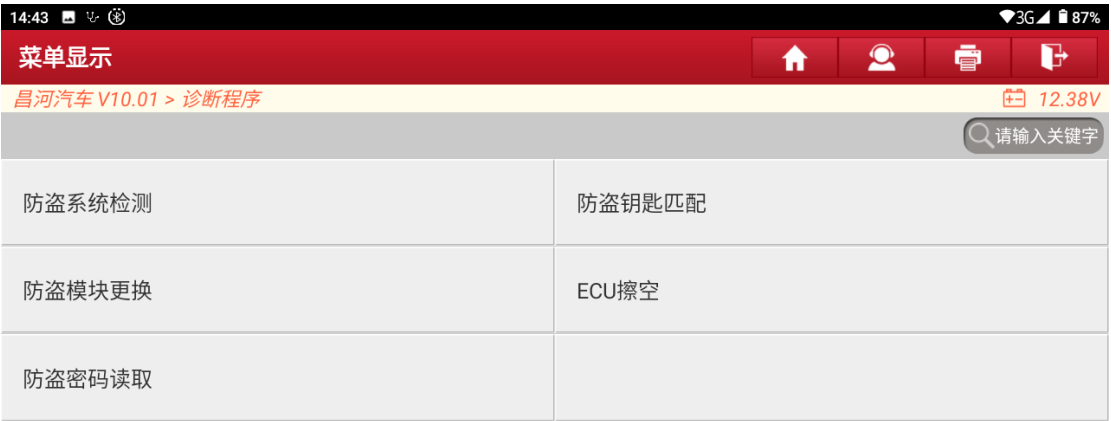 14:43 3G 87%
菜单显示
昌河汽车 V10.01 > 诊断程序 12.38V
请输入关键字
防盗系统检测 防盗钥匙匹配
防盗模块更换 ECU擦空
防盗密码读取